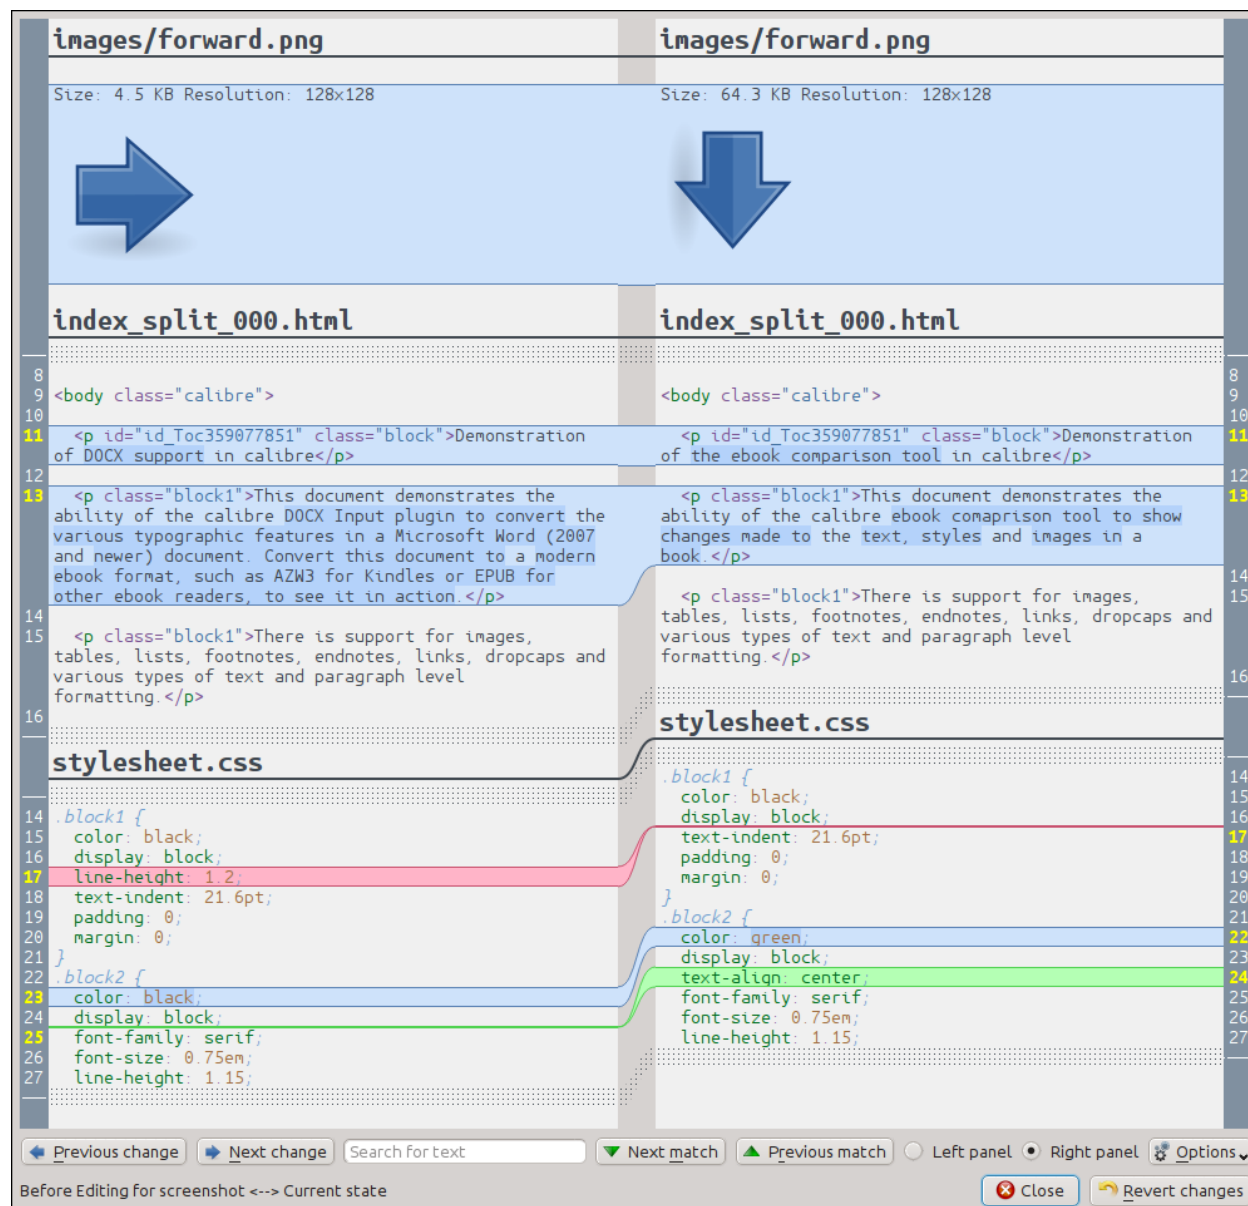 images/forward.png
Size: 4.5 KB Resolution: 128x128
index_split_000.html
8
9 <body class="calibre">
10
11 <p id="id_Toc359077851" class="block">Demonstration
of DOCX support in calibre</p>
12
13 <p class="block1">This document demonstrates the
ability of the calibre DOCX Input plugin to convert the
various typographic features in a Microsoft Word (2007
and newer) document. Convert this document to a modern
ebook format, such as AZW3 for Kindles or EPUB for
other ebook readers, to see it in action.</p>
14
15 <p class="block1">There is support for images,
tables, lists, footnotes, endnotes, links, dropcaps and
various types of text and paragraph level
formatting.</p>
16
stylesheet.css
14 .block1 {
15 color: black;
16 display: block;
17 line-height: 1.2;
18 text-indent: 21.6pt;
19 padding: 0;
20 margin: 0;
21 }
22 .block2 {
23 color: black;
24 display: block;
25 font-family: serif;
26 font-size: 0.75em;
27 line-height: 1.15;
images/forward.png
Size: 64.3 KB Resolution: 128x128
index_split_000.html
8
<body class="calibre"> 9
10
<p id="id_Toc359077851" class="block">Demonstration 11
of the ebook comparison tool in calibre</p>
12
<p class="block1">This document demonstrates the 13
ability of the calibre ebook comaprison tool to show
changes made to the text, styles and images in a
book.</p>
14
<p class="block1">There is support for images, 15
tables, lists, footnotes, endnotes, links, dropcaps and
various types of text and paragraph level
formatting.</p>
16
stylesheet.css
.block1 { 14
color: black; 15
display: block; 16
text-indent: 21.6pt; 17
padding: 0; 18
margin: 0; 19
} 20
.block2 { 21
color: green; 22
display: block; 23
text-align: center; 24
font-family: serif; 25
font-size: 0.75em; 26
line-height: 1.15; 27
Previous change Next change Search for text Next match Previous match Left panel Right panel Options
Before Editing for screenshot <--> Current state Close Revert changes